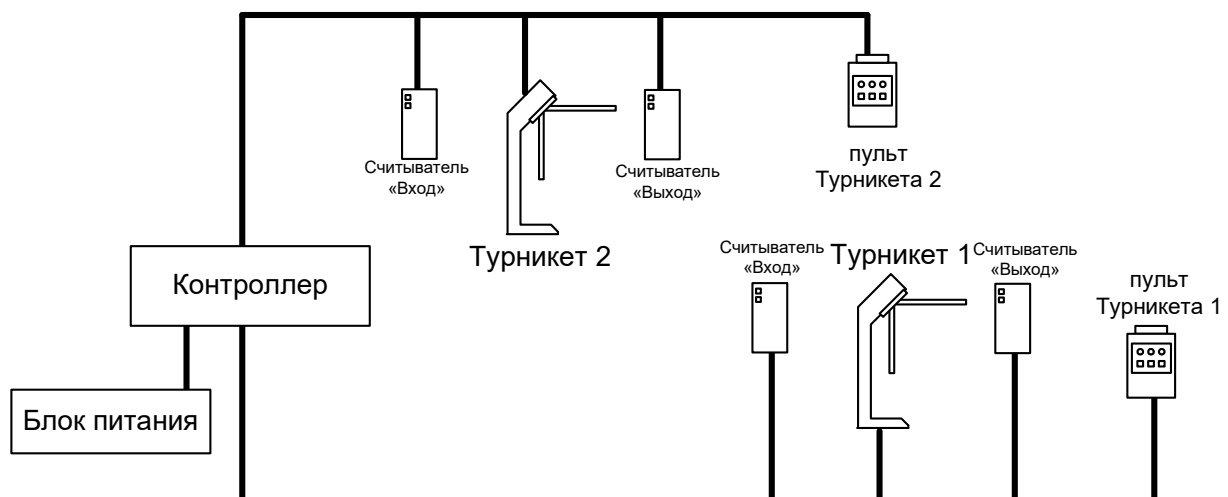 Считыватель
«Вход»
Считыватель
«Выход»
пульт
Турникета 2
Турникет 2
Контроллер
Блок питания
Считыватель
«Вход»
Турникет 1
Считыватель
«Выход»
пульт
Турникета 1